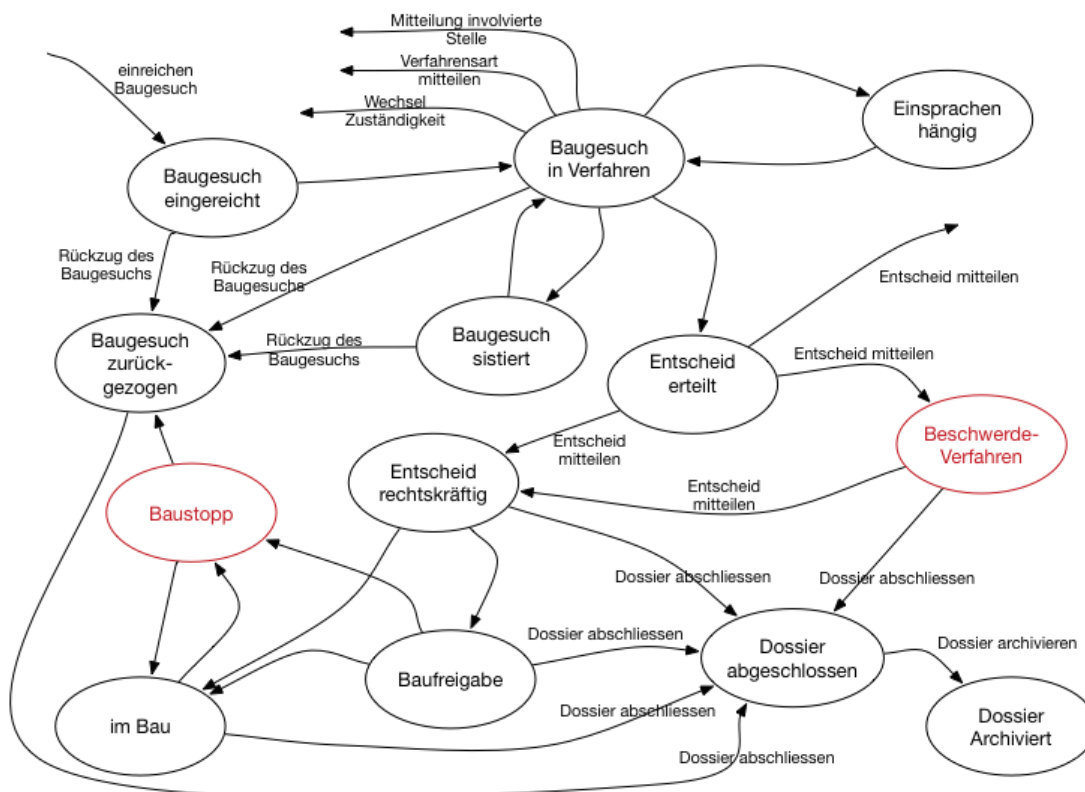 Mitteilung involvierte
Stelle
Verfahrensart
mitteilen
Wechsel
Zuständigkeit
einreichen
Baugesuch
Einsprachen
hängig
Baugesuch
in Verfahren
Baugesuch
eingereicht
Rückzug des
Baugesuchs
Rückzug des
Baugesuchs
Entscheid mitteilen
Baugesuch
zurück-
gezogen
Rückzug des
Baugesuchs
Baugesuch
sistiert
Entscheid
erteilt
Entscheid mitteilen
Beschwerde-
Verfahren
Entscheid
mitteilen
Entscheid
rechtskräftig
Entscheid
mitteilen
Baustopp
Dossier abschliessen
Dossier abschliessen
Dossier abschliessen
Dossier
abgeschlossen
Dossier archivieren
Baufreigabe
im Bau
Dossier abschliessen
Dossier
Archiviert
Dossier abschliessen